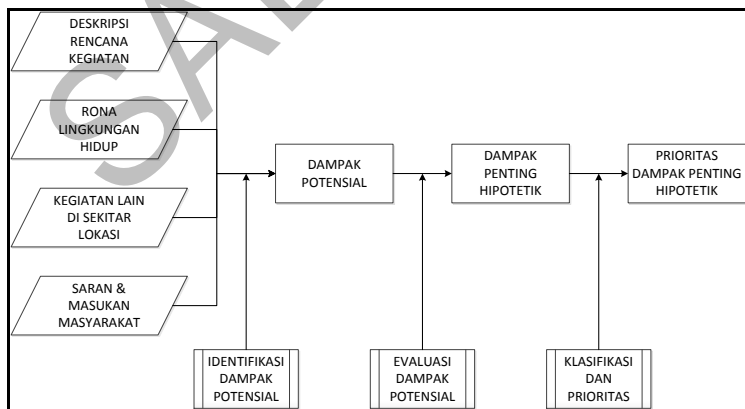 DESKRIPSI
RENCANA
KEGIATAN
RONA
LINGKUNGAN
HIDUP
KEGIATAN LAIN
DI SEKITAR
LOKASI
SARAN &
MASUKAN
MASYARAKAT
DAMPAK
POTENSIAL
DAMPAK
PENTING
HIPOTETIK
PRIORITAS
DAMPAK PENTING
HIPOTETIK
IDENTIFIKASI
DAMPAK
POTENSIAL
EVALUASI
DAMPAK
POTENSIAL
KLASIFIKASI
DAN
PRIORITAS